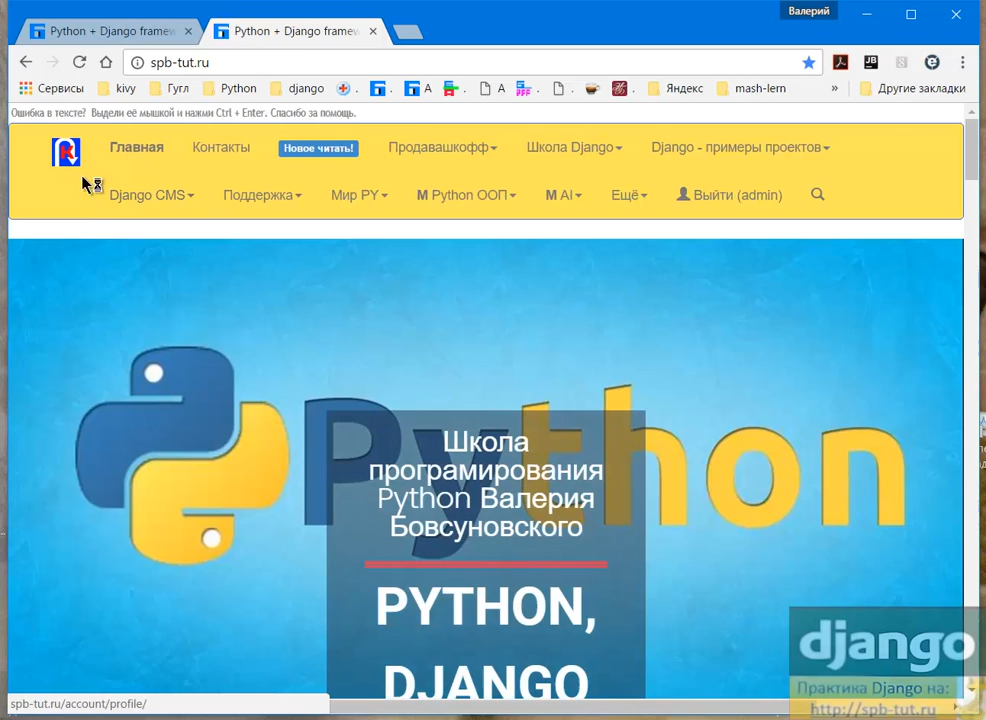 Валерий
Python + Django framew
Python + Django framew
spb-tut.ru
Сервисы kivy Гугл Python django A A Яндекс mash-lern » Другие закладки
Ошибка в тексте? Выдели её мышкой и нажми Ctrl + Enter. Спасибо за помощь.
Главная Контакты Новое читать! Продавашкофф Школа Django Django - примеры проектов
Django CMS Поддержка Мир PY M Python ООП M AI Ещё Выйти (admin)
Python
Школа
програмирования
Python Валерия
Бовсуновского
PYTHON,
DJANGO
django
Практика Django на:
http://spb-tut.ru
spb-tut.ru/account/profile/